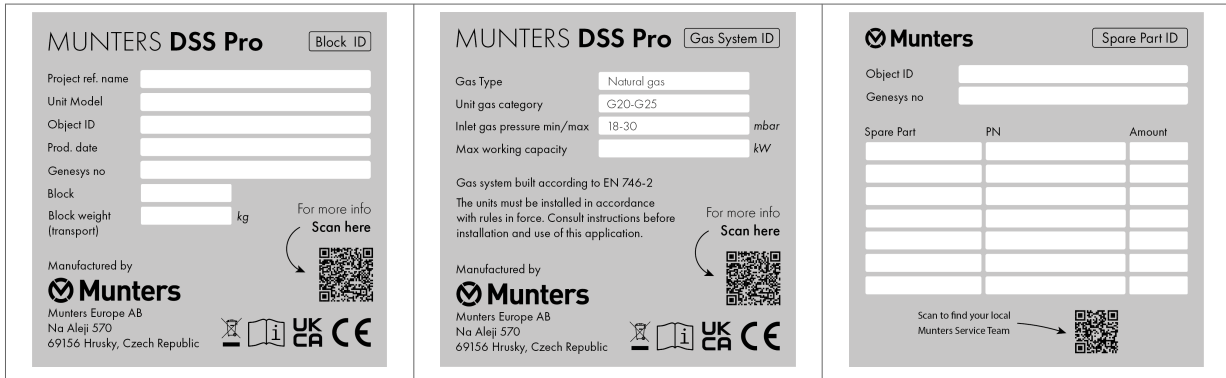 MUNTERS DSS Pro Block ID
Project ref. name
Unit Model
Object ID
Prod. date
Genesys no
Block
Block weight kg
(transport)
For more info
Scan here
Manufactured by
Munters
Munters Europe AB
Na Aleji 570
69156 Hrusky, Czech Republic
i UK CA CE
MUNTERS DSS Pro Gas System ID
Gas Type Natural gas
Unit gas category G20-G25
Inlet gas pressure min/max 18-30 mbar
Max working capacity kW
Gas system built according to EN 746-2
The units must be installed in accordance
with rules in force. Consult instructions before
installation and use of this application.
For more info
Scan here
Manufactured by
Munters
Munters Europe AB
Na Aleji 570
69156 Hrusky, Czech Republic
i UK CA CE
Munters Spare Part ID
Object ID
Genesys no
Spare Part PN Amount
Scan to find your local
Munters Service Team